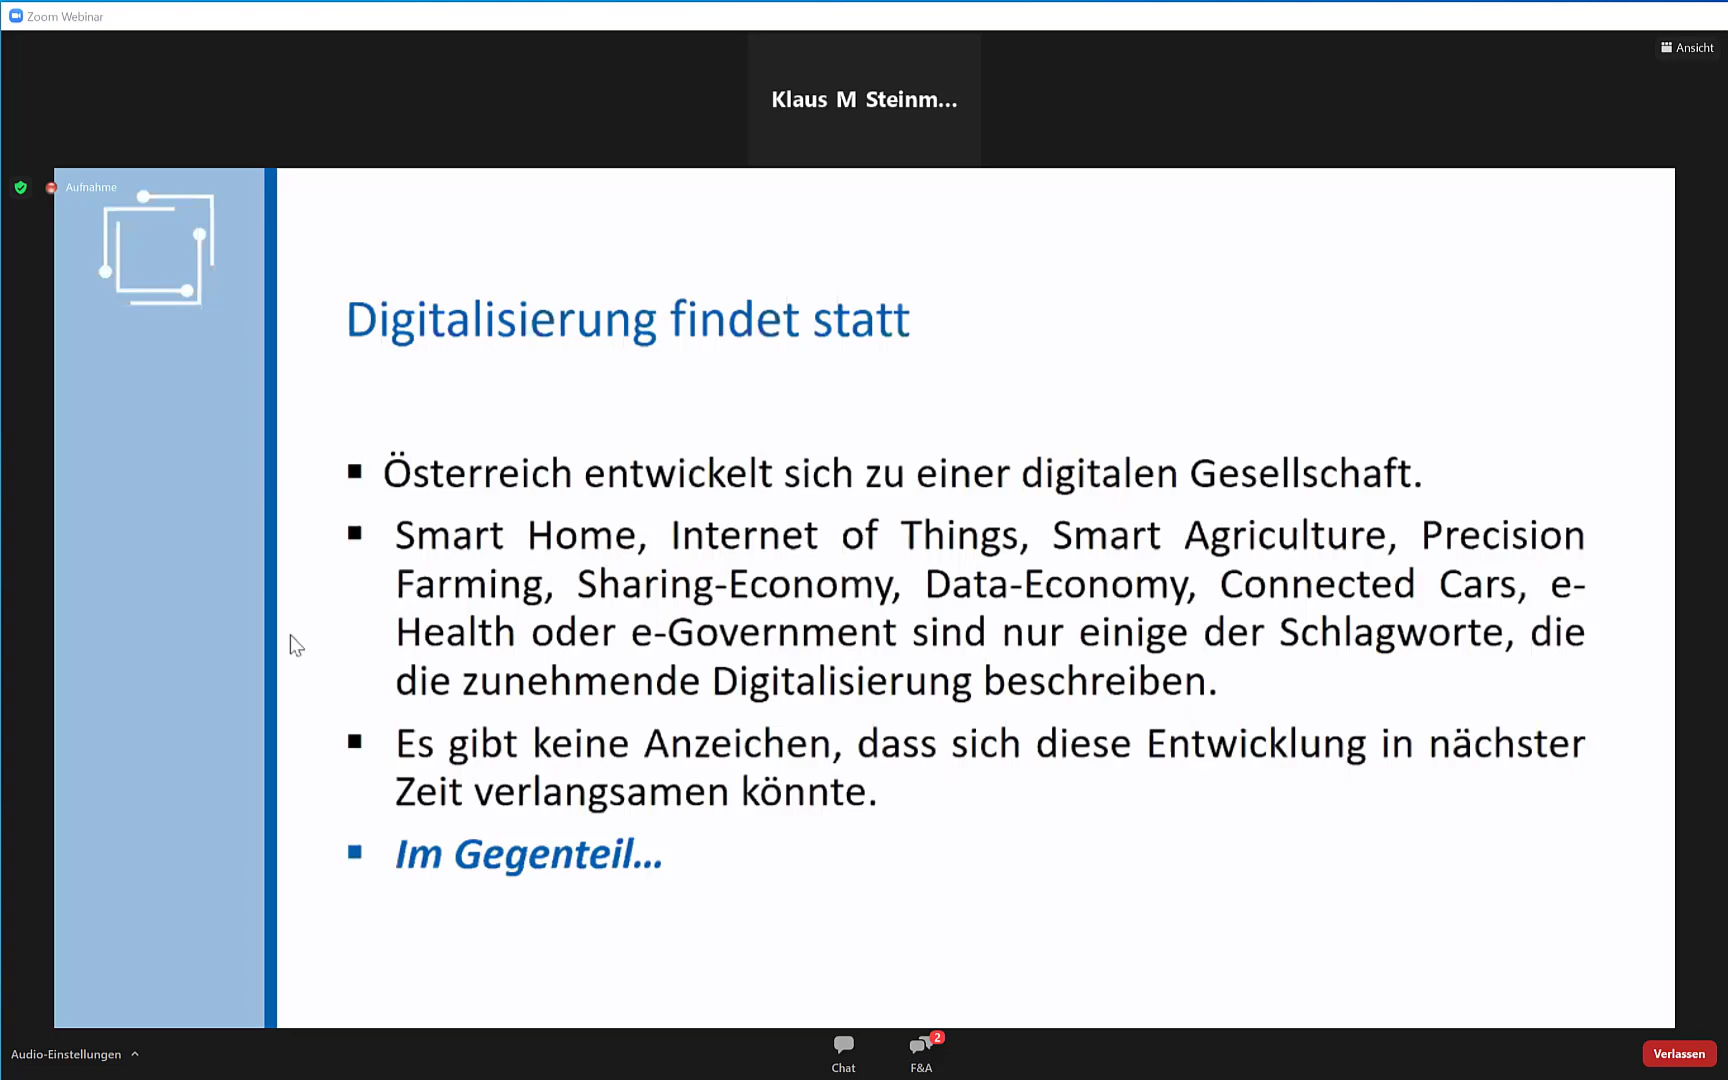 Zoom Webinar
Ansicht
Klaus M Steinm...
Aufnahme
Digitalisierung findet statt
▪ Österreich entwickelt sich zu einer digitalen Gesellschaft.
▪ Smart Home, Internet of Things, Smart Agriculture, Precision
Farming, Sharing-Economy, Data-Economy, Connected Cars, e-
Health oder e-Government sind nur einige der Schlagworte, die
die zunehmende Digitalisierung beschreiben.
▪ Es gibt keine Anzeichen, dass sich diese Entwicklung in nächster
Zeit verlangsamen könnte.
▪ Im Gegenteil...
Audio-Einstellungen
Chat
2
F&A
Verlassen